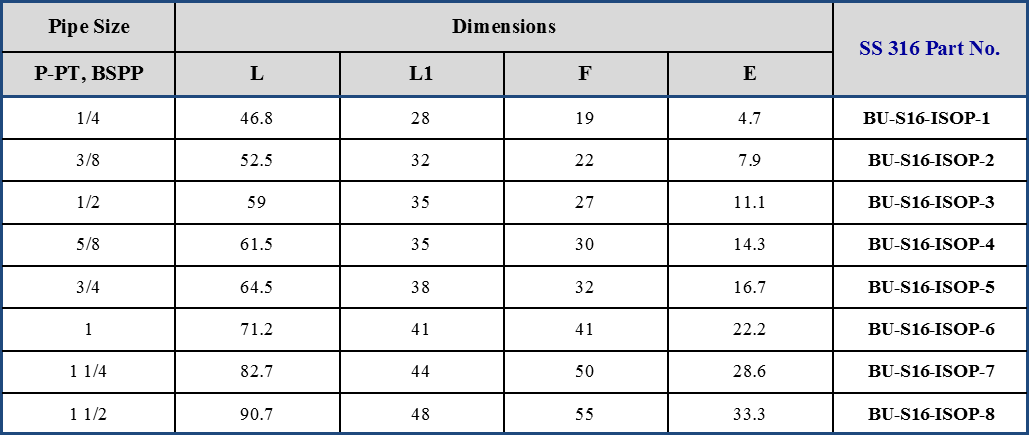 Pipe Size Dimensions SS 316 Part No.
P-PT, BSPP L L1 F E
1/4 46.8 28 19 4.7 BU-S16-ISOP-1
3/8 52.5 32 22 7.9 BU-S16-ISOP-2
1/2 59 35 27 11.1 BU-S16-ISOP-3
5/8 61.5 35 30 14.3 BU-S16-ISOP-4
3/4 64.5 38 32 16.7 BU-S16-ISOP-5
1 71.2 41 41 22.2 BU-S16-ISOP-6
1 1/4 82.7 44 50 28.6 BU-S16-ISOP-7
1 1/2 90.7 48 55 33.3 BU-S16-ISOP-8